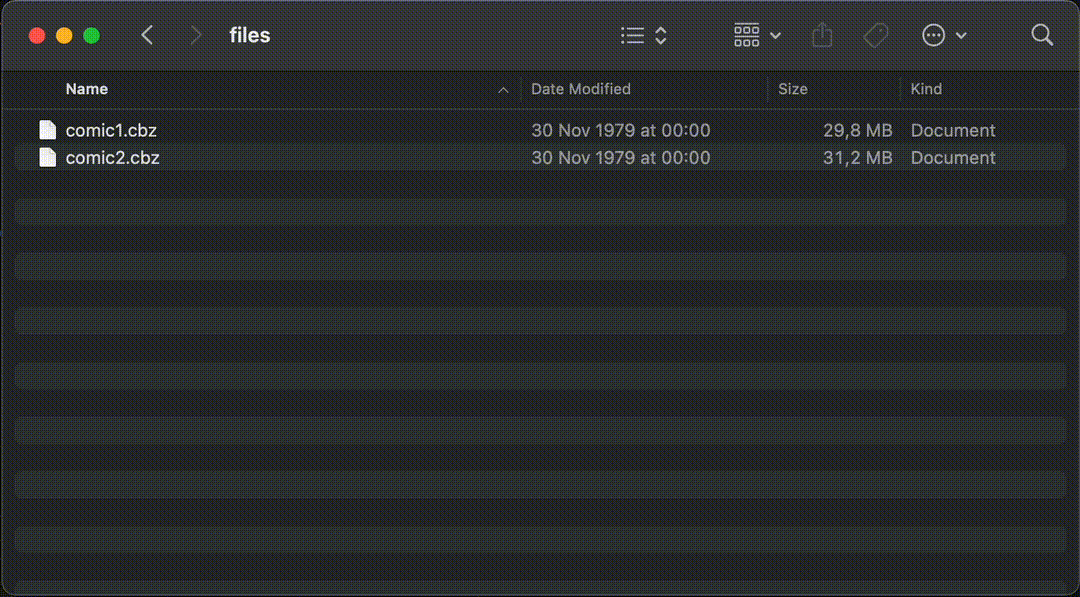 files
Name Date Modified Size Kind
comic1.cbz 30 Nov 1979 at 00:00 29,8 MB Document
comic2.cbz 30 Nov 1979 at 00:00 31,2 MB Document